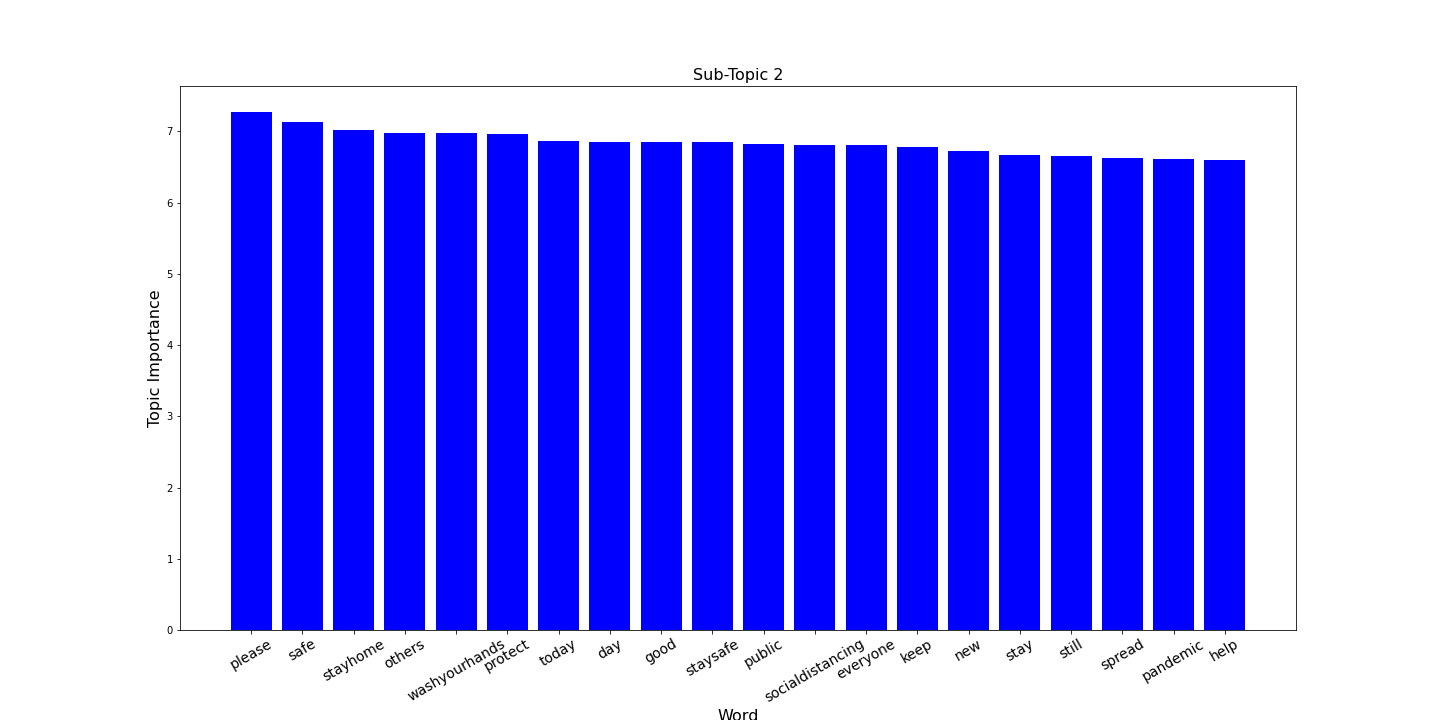 Sub-Topic 2
Topic Importance
7
6
5
4
3
2
1
0
please
safe
stayhome
others
washyourhands
protect
today
day
good
staysafe
public
socialdistancing
everyone
keep
new
stay
still
spread
pandemic
help
Word